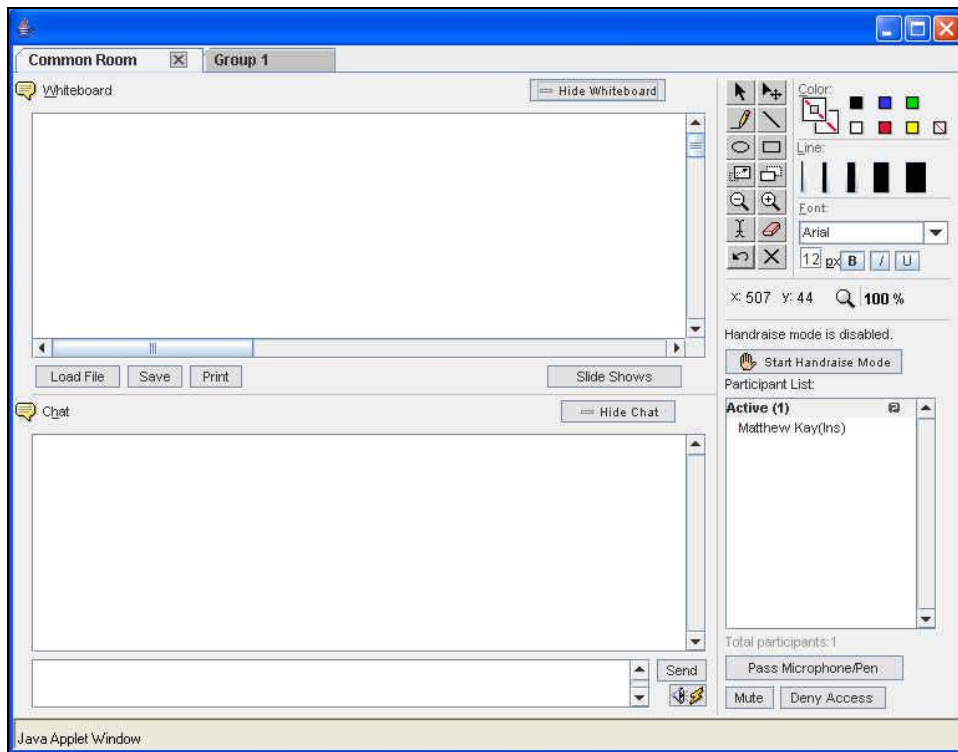 Common Room
Group 1
Whiteboard
Hide Whiteboard
Load File
Save
Print
Slide Shows
Chat
Hide Chat
Send
Color:
Line:
Font:
Arial
12 px B I U
x: 507 y: 44 100 %
Handraise mode is disabled.
Start Handraise Mode
Participant List:
Active (1)
Matthew Kay(Ins)
Total participants:1
Pass Microphone/Pen
Mute
Deny Access
Java Applet Window